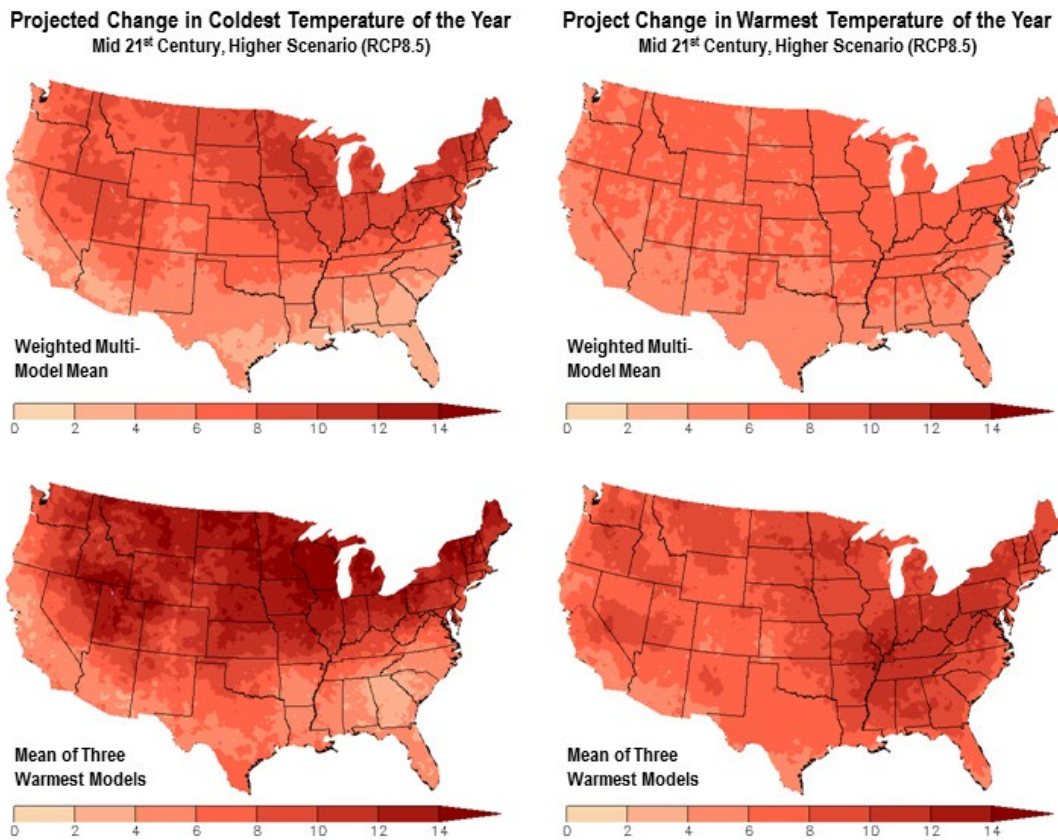 Projected Change in Coldest Temperature of the Year
Mid 21st Century, Higher Scenario (RCP8.5)
Weighted Multi-
Model Mean
0 2 4 6 8 10 12 14
Project Change in Warmest Temperature of the Year
Mid 21st Century, Higher Scenario (RCP8.5)
Weighted Multi-
Model Mean
0 2 4 6 8 10 12 14
Mean of Three
Warmest Models
0 2 4 6 8 10 12 14
Mean of Three
Warmest Models
0 2 4 6 8 10 12 14